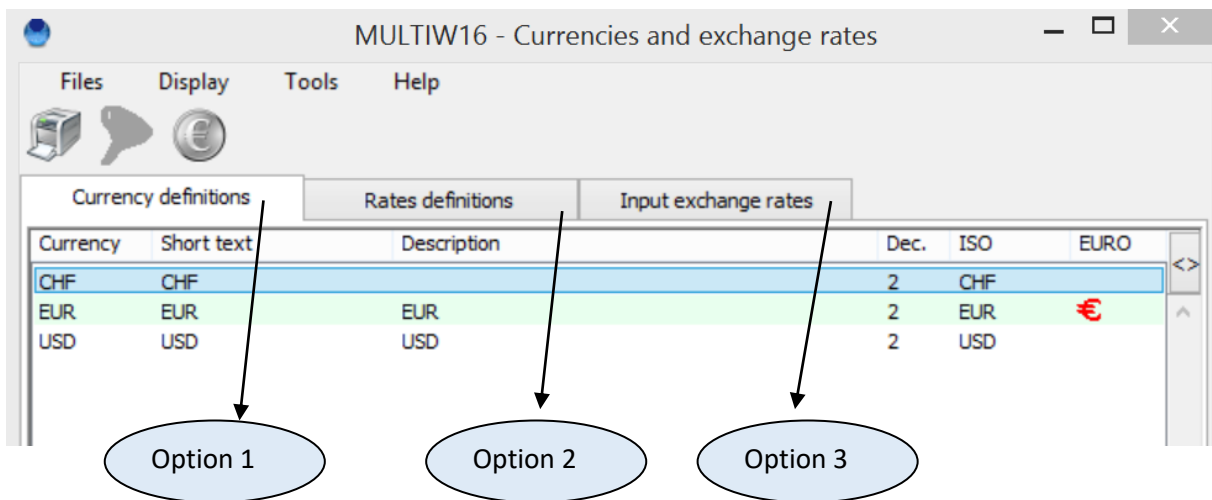 MULTIW16 - Currencies and exchange rates
Files Display Tools Help
Currency definitions Rates definitions Input exchange rates
Currency Short text Description Dec. ISO EURO <>
CHF CHF 2 CHF
EUR EUR EUR 2 EUR €
USD USD USD 2 USD
Option 1 Option 2 Option 3